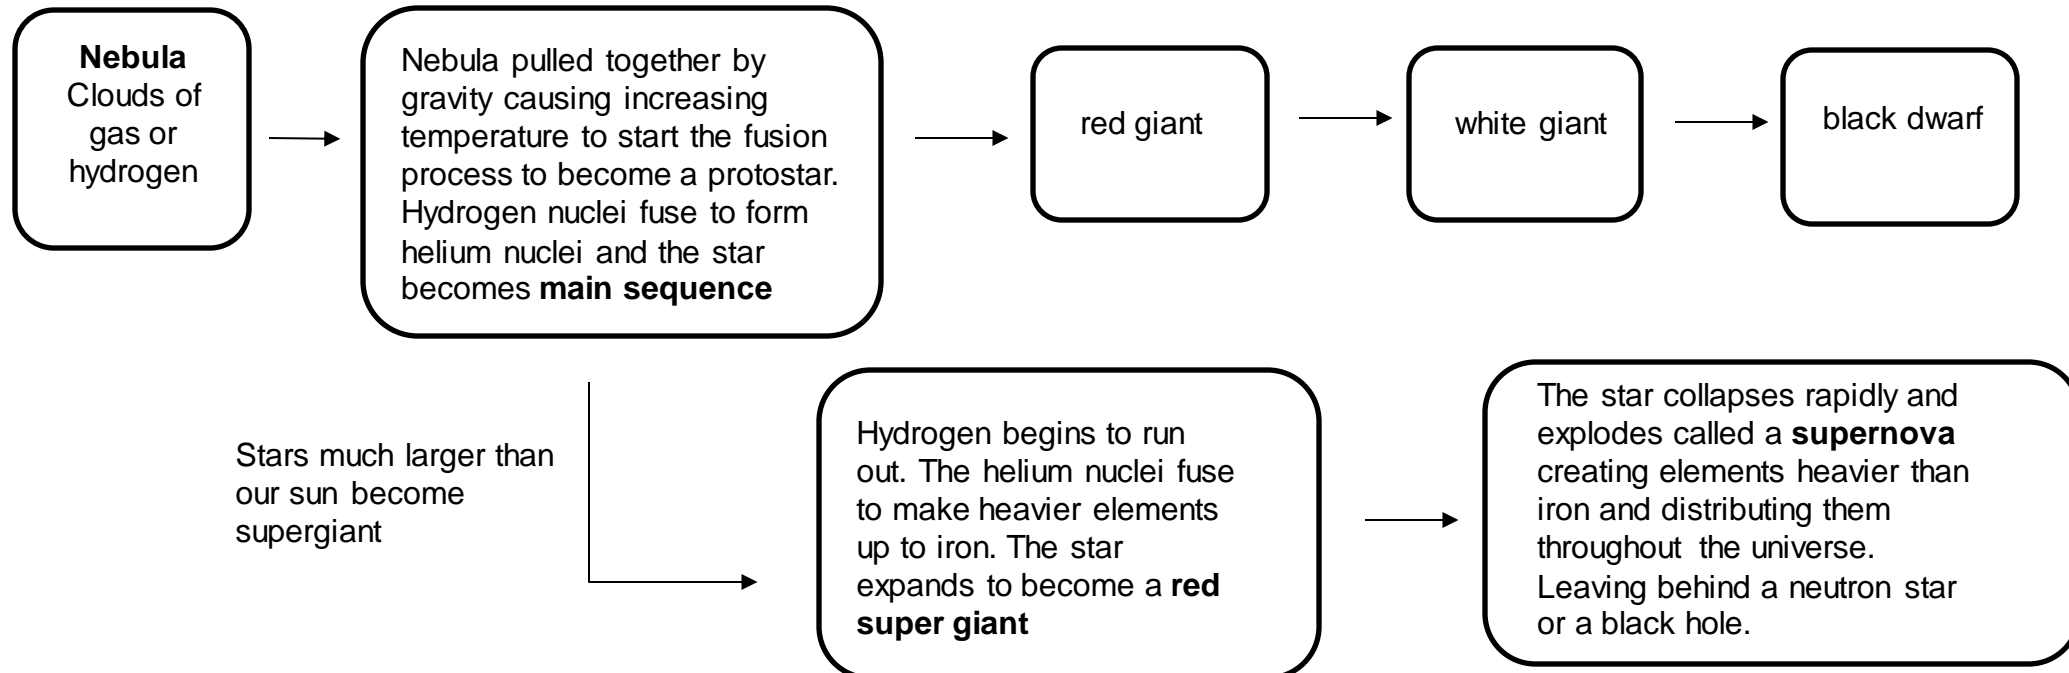 Nebula
Clouds of
gas or
hydrogen
Nebula pulled together by
gravity causing increasing
temperature to start the fusion
process to become a protostar.
Hydrogen nuclei fuse to form
helium nuclei and the star
becomes main sequence
red giant
white giant
black dwarf
Stars much larger than
our sun become
supergiant
Hydrogen begins to run
out. The helium nuclei fuse
to make heavier elements
up to iron. The star
expands to become a red
super giant
The star collapses rapidly and
explodes called a supernova
creating elements heavier than
iron and distributing them
throughout the universe.
Leaving behind a neutron star
or a black hole.